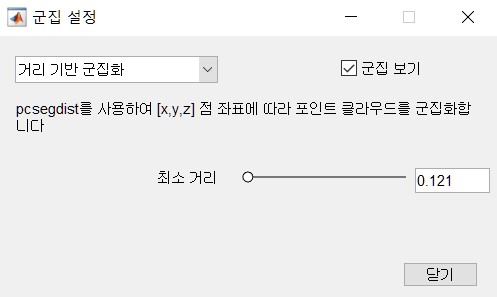 군집 설정
거리 기반 군집화
군집 보기
pcsegdist를 사용하여 [x,y,z] 점 좌표에 따라 포인트 클라우드를 군집화합
니다
최소 거리
0.121
닫기